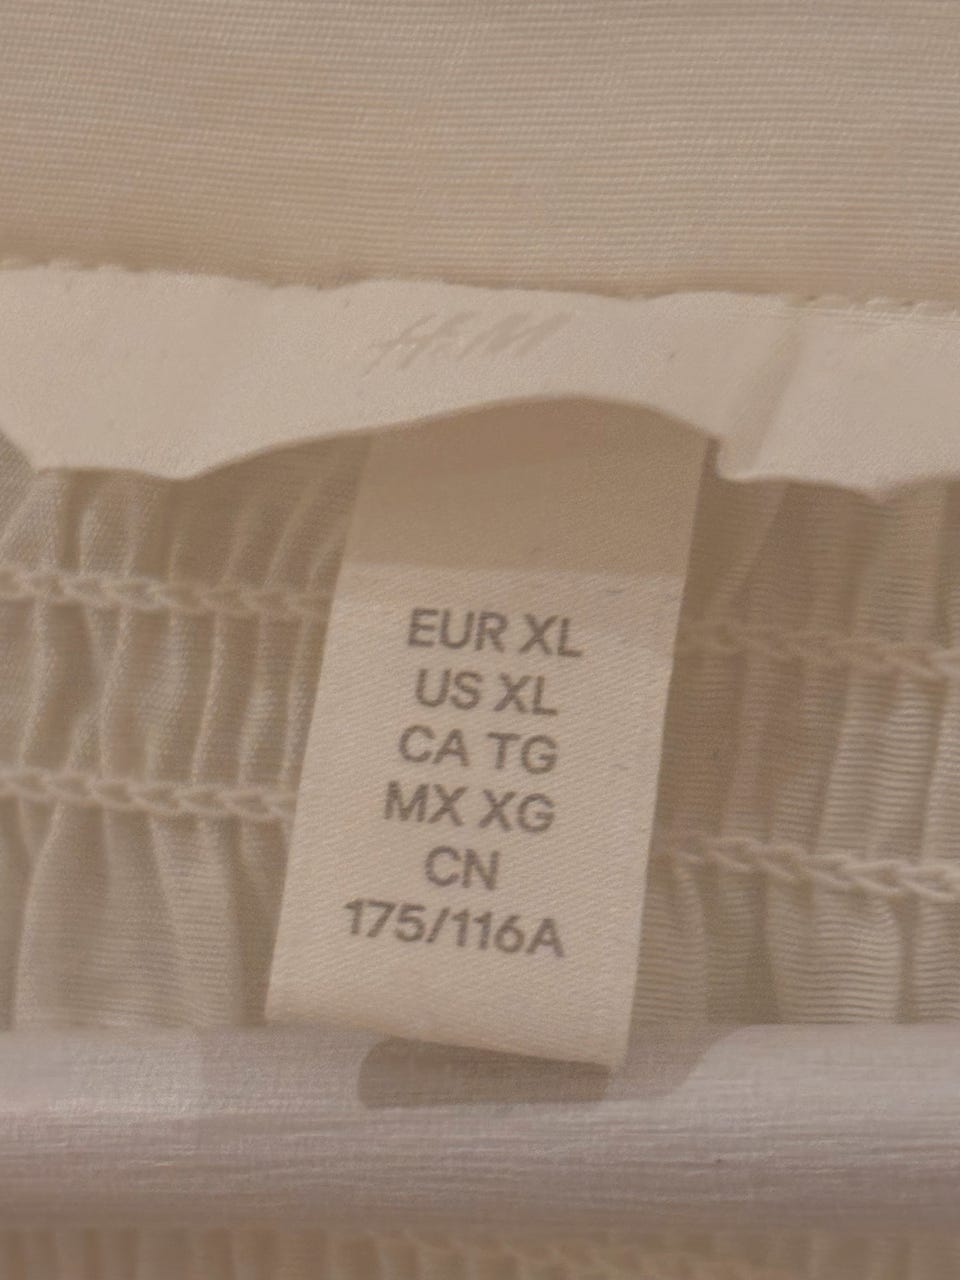 H&M
EUR XL
US XL
CA TG
MX XG
CN
175/116A